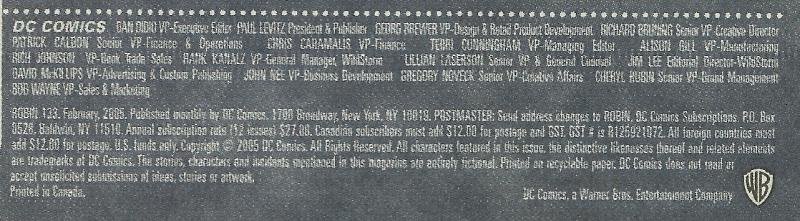 DC COMICS DAN DIDIO VP-Executive Editor PAUL LEVITZ President & Publisher GEORG BREWER VP-Design & Retail Product Development RICHARD BRUNING Senior VP-Creative Director
PATRICK CALDON Senior VP-Finance & Operations CHRIS CARAMALIS VP-Finance TERRI CUNNINGHAM VP-Managing Editor ALISON GILL VP-Manufacturing
RICH JOHNSON VP-Book Trade Sales HANK KANALZ VP-General Manager, WildStorm LILLIAN LASERSON Senior VP & General Counsel JIM LEE Editorial Director-WildStorm
DAVID McKILLIPS VP-Advertising & Custom Publishing JOHN NEE VP-Business Development GREGORY NOVECK Senior VP-Creative Affairs CHERYL RUBIN Senior VP-Brand Management
BOB WAYNE VP-Sales & Marketing
ROBIN 133, February, 2005. Published monthly by DC Comics, 1700 Broadway, New York, NY 10019. POSTMASTER: Send address changes to ROBIN, DC Comics Subscriptions, P.O. Box
0528, Baldwin, NY 11510. Annual subscription rate (12 issues) $27.00. Canadian subscribers must add $12.00 for postage and GST. GST # is R125921072. All foreign countries must
add $12.00 for postage. U.S. funds only. Copyright © 2005 DC Comics. All Rights Reserved. All characters featured in this issue, the distinctive likenesses thereof and related elements
are trademarks of DC Comics. The stories, characters and incidents mentioned in this magazine are entirely fictional. Printed on recyclable paper. DC Comics does not read or
accept unsolicited submissions of ideas, stories or artwork.
Printed in Canada.
DC Comics, a Warner Bros. Entertainment Company WB